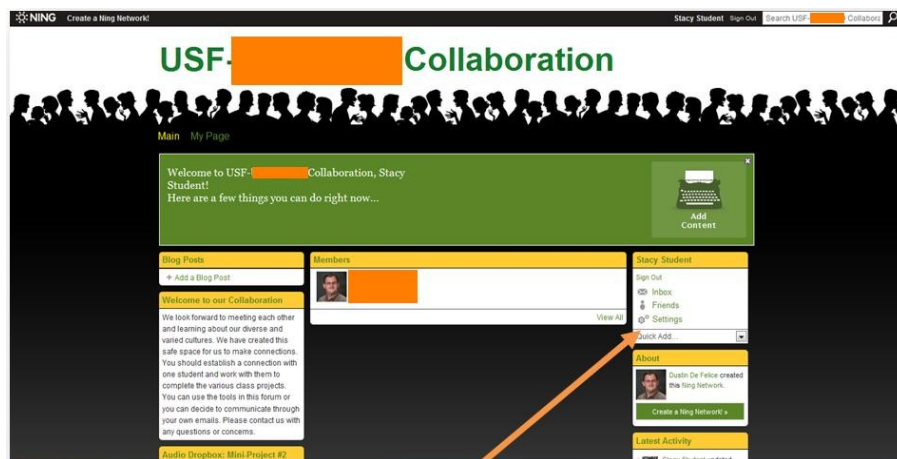 NING Create a Ning Network!
Stacy Student Sign Out Search USF- Collabora
USF- Collaboration
Main My Page
Welcome to USF- Collaboration, Stacy
Student!
Here are a few things you can do right now...
Add
Content
Blog Posts
+ Add a Blog Post
Welcome to our Collaboration
We look forward to meeting each other
and learning about our diverse and
varied cultures. We have created this
safe space for us to make connections.
You should establish a connection with
one student and work with them to
complete the various class projects.
You can use the tools in this forum or
you can decide to communicate through
your own emails. Please contact us with
any questions or concerns.
Audio Dropbox: Mini-Project #2
Members
View All
Stacy Student
Sign Out
Inbox
Friends
Settings
Quick Add...
About
Dustin De Felice created
this Ning Network.
Create a Ning Network! »
Latest Activity
Stacy Student updated